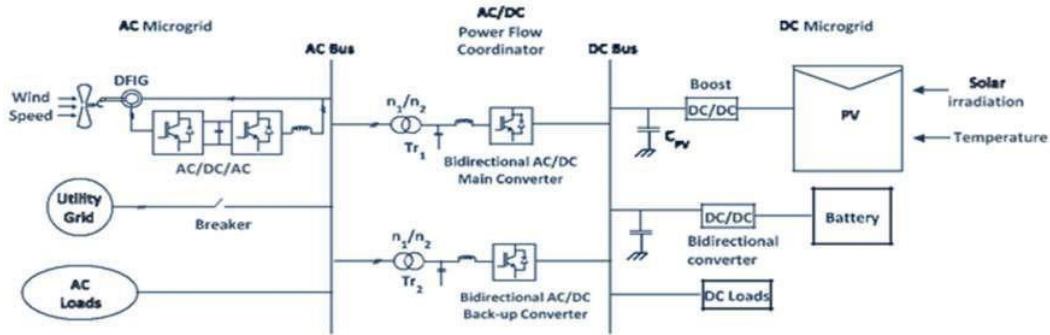 AC Microgrid
AC/DC
Power Flow
Coordinator
DC Microgrid
AC Bus
DC Bus
DFIG
Wind
Speed
AC/DC/AC
n1/n2
Tr1
Bidirectional AC/DC
Main Converter
Boost
DC/DC
CPV
PV
Solar
irradiation
Temperature
Utility
Grid
Breaker
n1/n2
Tr2
Bidirectional AC/DC
Back-up Converter
DC/DC
Bidirectional
converter
Battery
AC
Loads
DC Loads